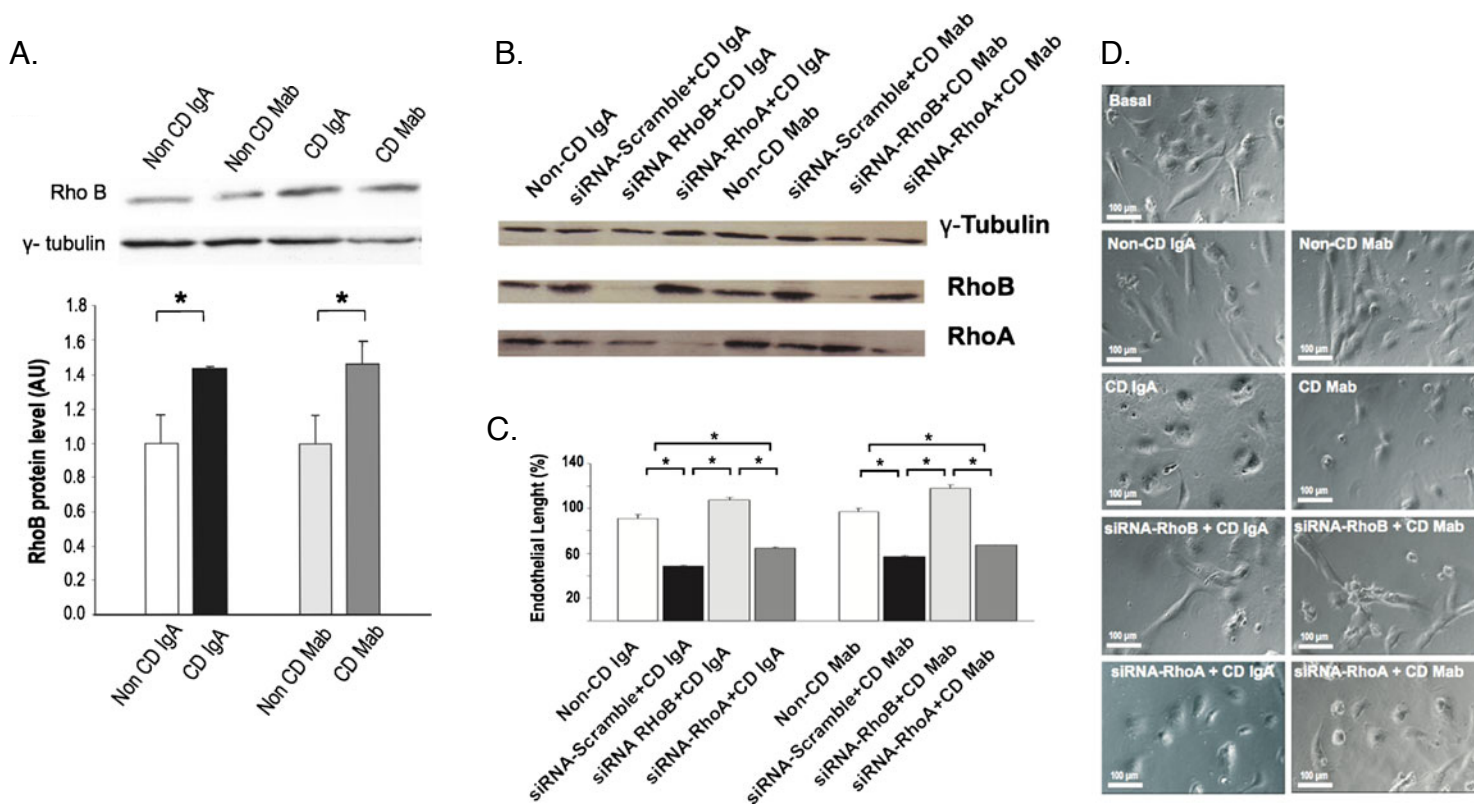 A.
Non CD IgA
Non CD Mab
CD IgA
CD Mab
Rho B
γ- tubulin
1.8
1.6
1.4
1.2
1.0
0.8
0.6
0.4
0.2
0.0
RhoB protein level (AU)
*
*
Non CD IgA
CD IgA
Non CD Mab
CD Mab
B.
Non-CD IgA
siRNA-Scramble+CD IgA
siRNA RHoB+CD IgA
siRNA-RhoA+CD IgA
Non-CD Mab
siRNA-Scramble+CD Mab
siRNA-RhoB+CD Mab
siRNA-RhoA+CD Mab
γ-Tubulin
RhoB
RhoA
C.
Endothelial Lenght (%)
140
100
60
20
*
* * *
*
* * *
Non-CD IgA
siRNA-Scramble+CD IgA
siRNA RHoB+CD IgA
siRNA-RhoA+CD IgA
Non-CD Mab
siRNA-Scramble+CD Mab
siRNA-RhoB+CD Mab
siRNA-RhoA+CD Mab
D.
Basal
100 µm
Non-CD IgA
100 µm
Non-CD Mab
100 µm
CD IgA
100 µm
CD Mab
100 µm
siRNA-RhoB + CD IgA
100 µm
siRNA-RhoB + CD Mab
100 µm
siRNA-RhoA + CD IgA
100 µm
siRNA-RhoA + CD Mab
100 µm